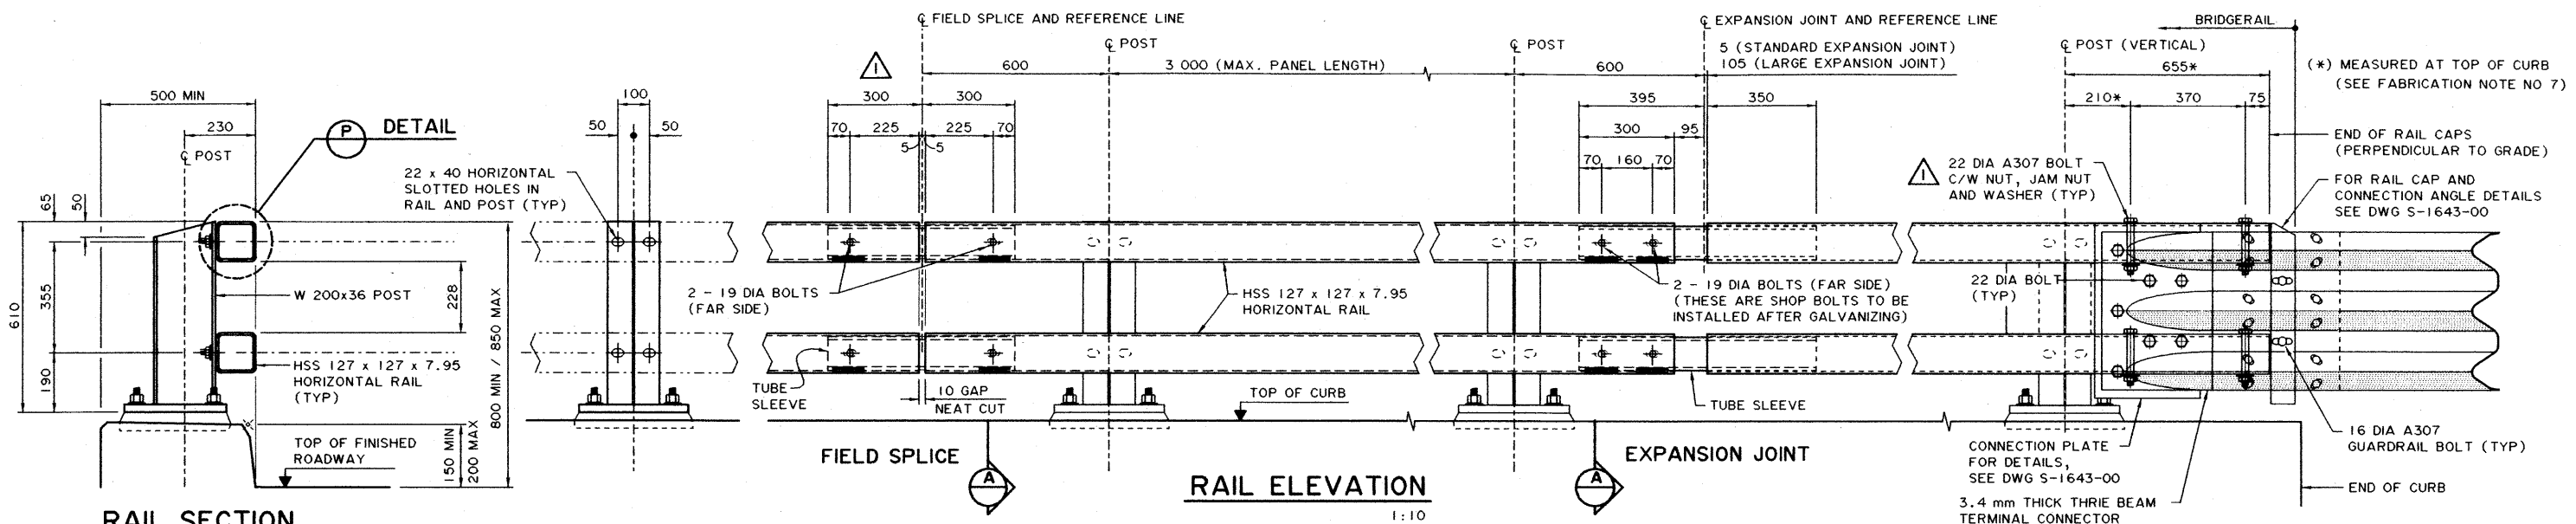 ℄ FIELD SPLICE AND REFERENCE LINE
℄ EXPANSION JOINT AND REFERENCE LINE
BRIDGERAIL
℄ POST
℄ POST
5 (STANDARD EXPANSION JOINT)
105 (LARGE EXPANSION JOINT)
℄ POST (VERTICAL)
1
600
3 000 (MAX. PANEL LENGTH)
600
655*
(*) MEASURED AT TOP OF CURB
(SEE FABRICATION NOTE NO 7)
500 MIN
100
300
300
395
350
210*
370
75
230
P
DETAIL
50
50
70
225
225
70
5
5
300
95
70
160
70
END OF RAIL CAPS
(PERPENDICULAR TO GRADE)
℄ POST
22 x 40 HORIZONTAL
SLOTTED HOLES IN
RAIL AND POST (TYP)
1
22 DIA A307 BOLT
C/W NUT, JAM NUT
AND WASHER (TYP)
FOR RAIL CAP AND
CONNECTION ANGLE DETAILS
SEE DWG S-1643-00
65
50
610
355
190
W 200x36 POST
228
800 MIN / 850 MAX
2 - 19 DIA BOLTS
(FAR SIDE)
HSS 127 x 127 x 7.95
HORIZONTAL RAIL
2 - 19 DIA BOLTS (FAR SIDE)
(THESE ARE SHOP BOLTS TO BE
INSTALLED AFTER GALVANIZING)
22 DIA BOLT
(TYP)
HSS 127 x 127 x 7.95
HORIZONTAL RAIL
(TYP)
TUBE
SLEEVE
10 GAP
NEAT CUT
TOP OF CURB
TUBE SLEEVE
TOP OF FINISHED
ROADWAY
150 MIN
200 MAX
FIELD SPLICE
A
EXPANSION JOINT
A
CONNECTION PLATE
FOR DETAILS,
SEE DWG S-1643-00
16 DIA A307
GUARDRAIL BOLT (TYP)
END OF CURB
3.4 mm THICK THRIE BEAM
TERMINAL CONNECTOR
RAIL ELEVATION
1:10
RAIL SECTION